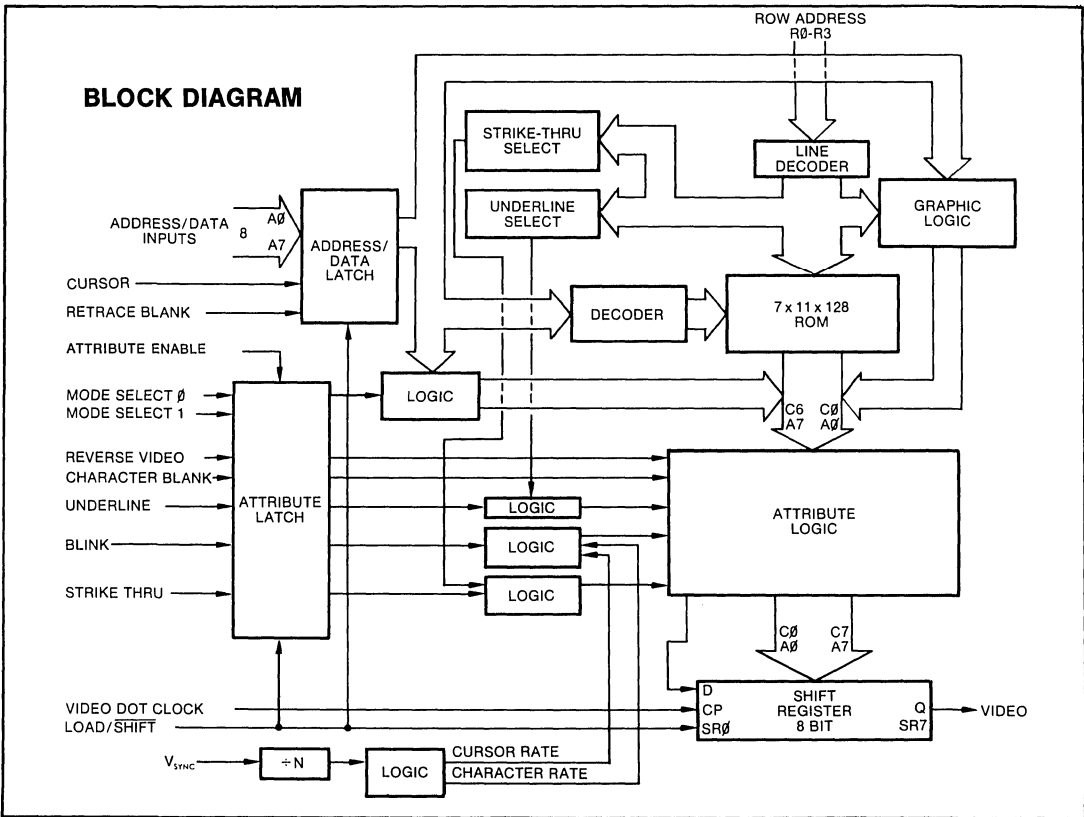 ROW ADDRESS
RØ-R3
BLOCK DIAGRAM
STRIKE-THRU
SELECT
LINE
DECODER
UNDERLINE
SELECT
GRAPHIC
LOGIC
ADDRESS/DATA
INPUTS
8
AØ
A7
ADDRESS/
DATA
LATCH
CURSOR
RETRACE BLANK
DECODER
7 x 11 x 128
ROM
ATTRIBUTE ENABLE
MODE SELECT Ø
MODE SELECT 1
LOGIC
C6
A7
CØ
AØ
REVERSE VIDEO
CHARACTER BLANK
UNDERLINE
BLINK
STRIKE THRU
ATTRIBUTE
LATCH
LOGIC
LOGIC
LOGIC
ATTRIBUTE
LOGIC
CØ
AØ
C7
A7
VIDEO DOT CLOCK
LOAD/S̅H̅I̅F̅T̅
D
CP
SRØ
SHIFT
REGISTER
8 BIT
Q
SR7
VIDEO
VSYNC
÷N
LOGIC
CURSOR RATE
CHARACTER RATE